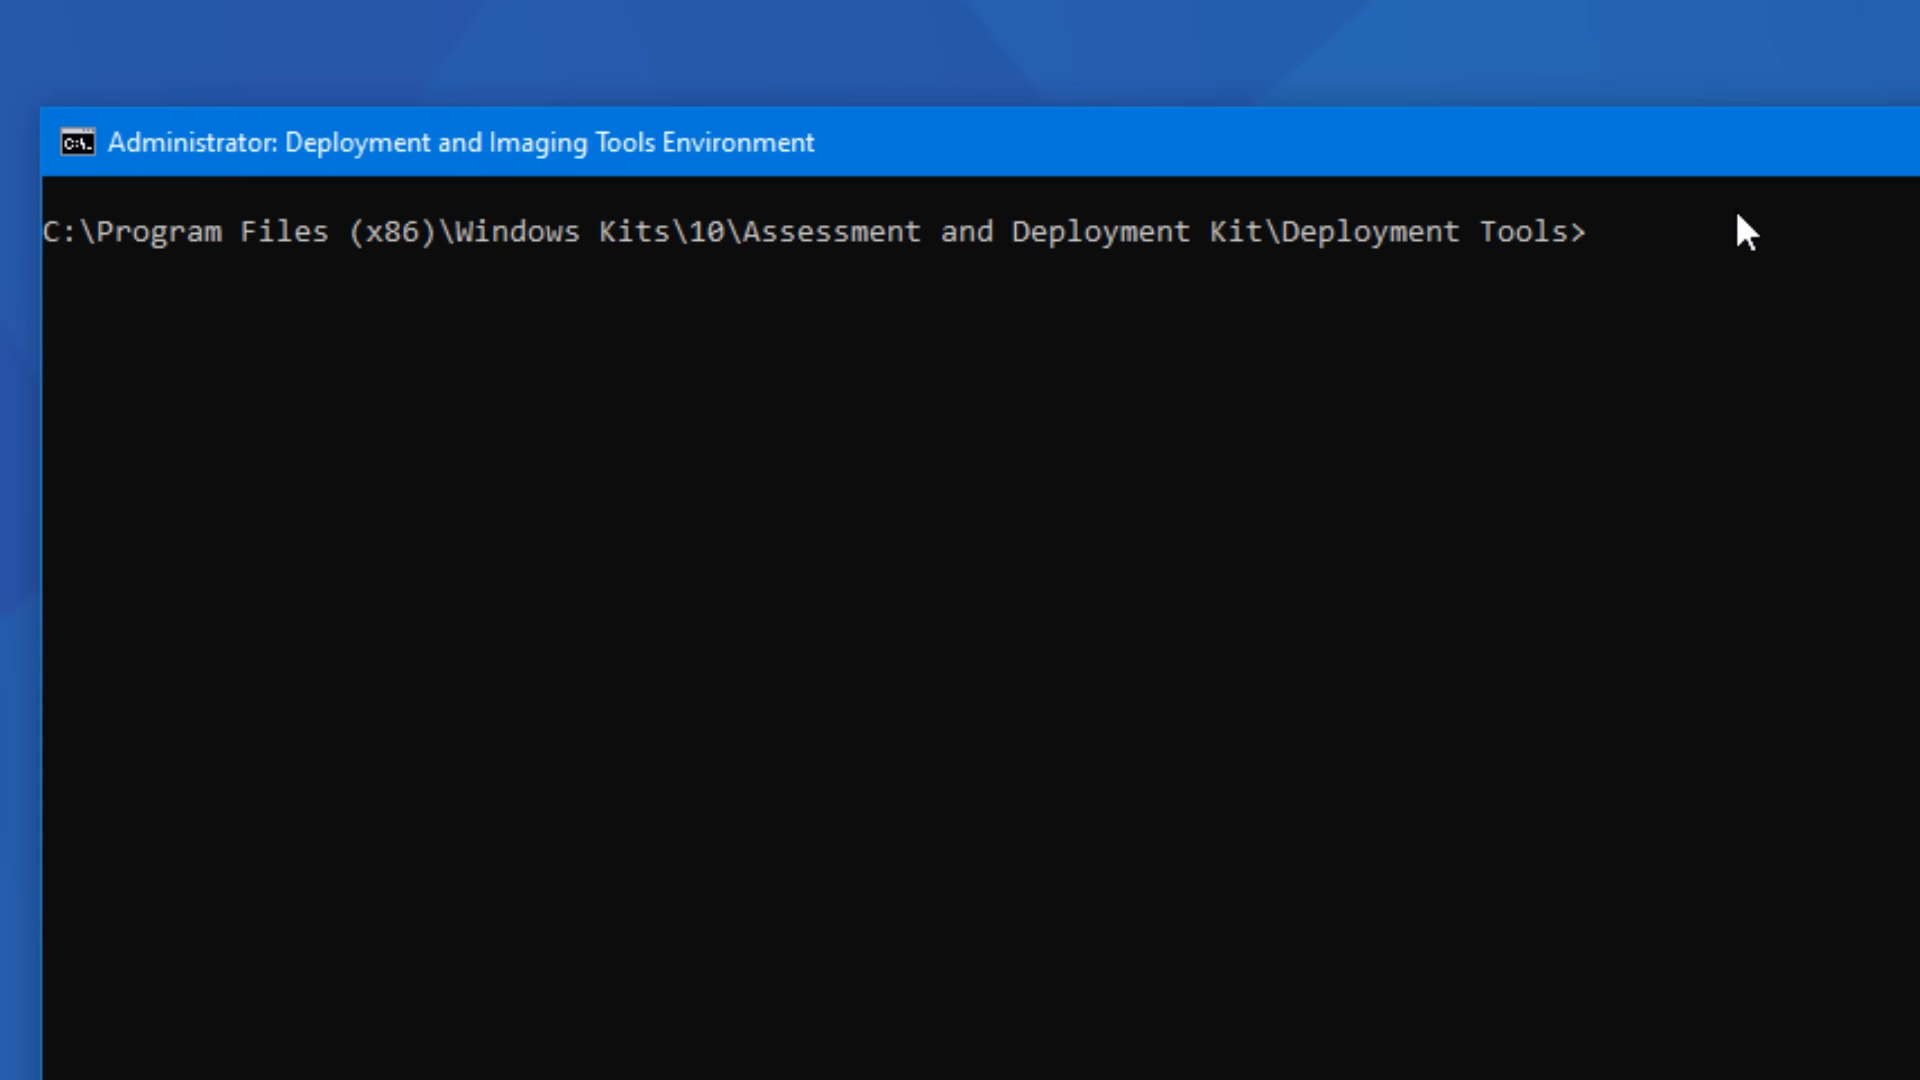 C:\.
Administrator: Deployment and Imaging Tools Environment
C:\Program Files (x86)\Windows Kits\10\Assessment and Deployment Kit\Deployment Tools>